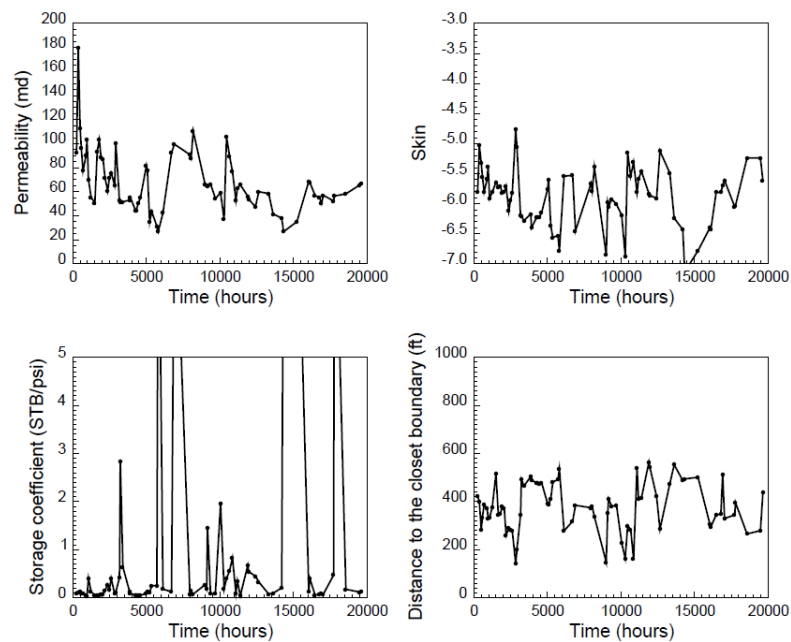 200
180
160
140
120
100
80
60
40
20
0
Permeability (md)
0 5000 10000 15000 20000
Time (hours)
-3.0
-3.5
-4.0
-4.5
-5.0
-5.5
-6.0
-6.5
-7.0
Skin
0 5000 10000 15000 20000
Time (hours)
5
4
3
2
1
0
Storage coefficient (STB/psi)
0 5000 10000 15000 20000
Time (hours)
1000
800
600
400
200
0
Distance to the closet boundary (ft)
0 5000 10000 15000 20000
Time (hours)